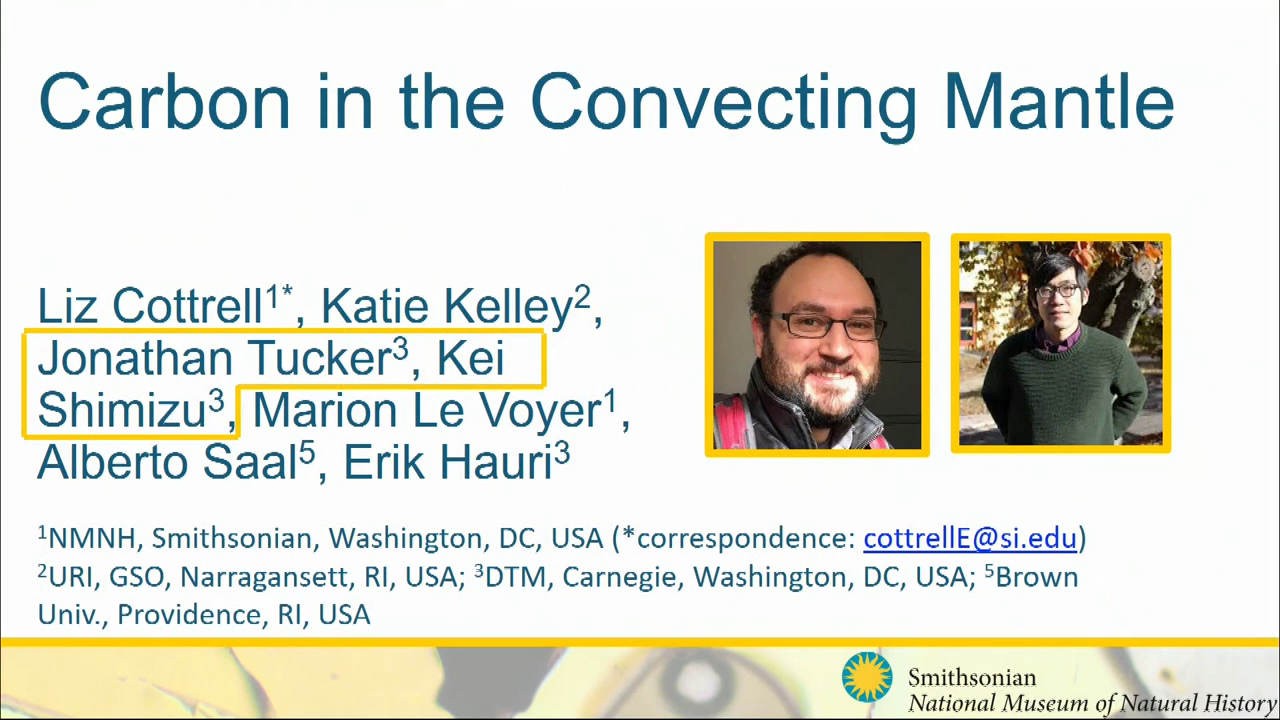 Carbon in the Convecting Mantle
Liz Cottrell¹*, Katie Kelley²,
Jonathan Tucker³, Kei
Shimizu³, Marion Le Voyer¹,
Alberto Saal⁵, Erik Hauri³
¹NMNH, Smithsonian, Washington, DC, USA (*correspondence: cottrellE@si.edu)
²URI, GSO, Narragansett, RI, USA; ³DTM, Carnegie, Washington, DC, USA; ⁵Brown
Univ., Providence, RI, USA
Smithsonian
National Museum of Natural History